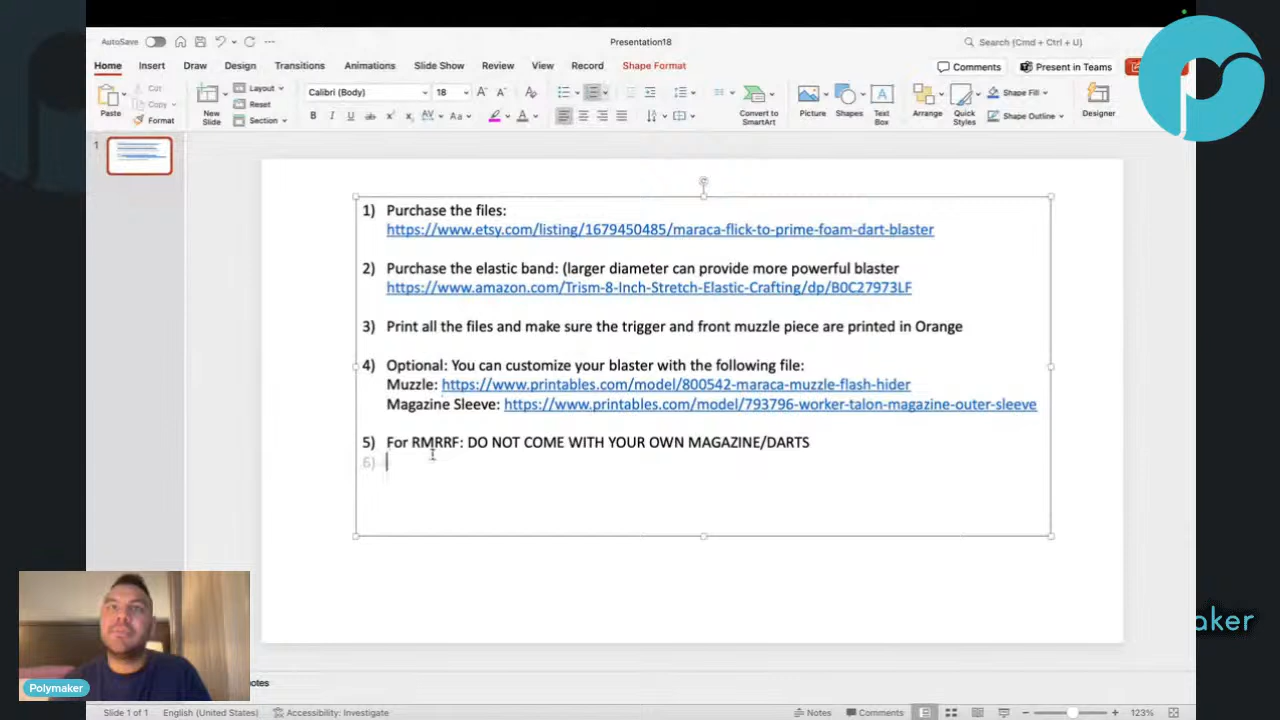 AutoSave
Presentation18
Search (Cmd + Ctrl + U)
Home Insert Draw Design Transitions Animations Slide Show Review View Record Shape Format
Comments Present in Teams
Paste
Cut
Copy
Format
New Slide
Layout
Reset
Section
Calibri (Body) 18
Convert to SmartArt
Picture
Shapes
Text Box
Arrange
Quick Styles
Shape Fill
Shape Outline
Designer
1
1) Purchase the files:
https://www.etsy.com/listing/1679450485/maraca-flick-to-prime-foam-dart-blaster
2) Purchase the elastic band: (larger diameter can provide more powerful blaster
https://www.amazon.com/Trism-8-Inch-Stretch-Elastic-Crafting/dp/B0C27973LF
3) Print all the files and make sure the trigger and front muzzle piece are printed in Orange
4) Optional: You can customize your blaster with the following file:
Muzzle: https://www.printables.com/model/800542-maraca-muzzle-flash-hider
Magazine Sleeve: https://www.printables.com/model/793796-worker-talon-magazine-outer-sleeve
5) For RMRRF: DO NOT COME WITH YOUR OWN MAGAZINE/DARTS
6)
aker
Polymaker
otes
Slide 1 of 1 English (United States) Accessibility: Investigate Notes Comments 123%